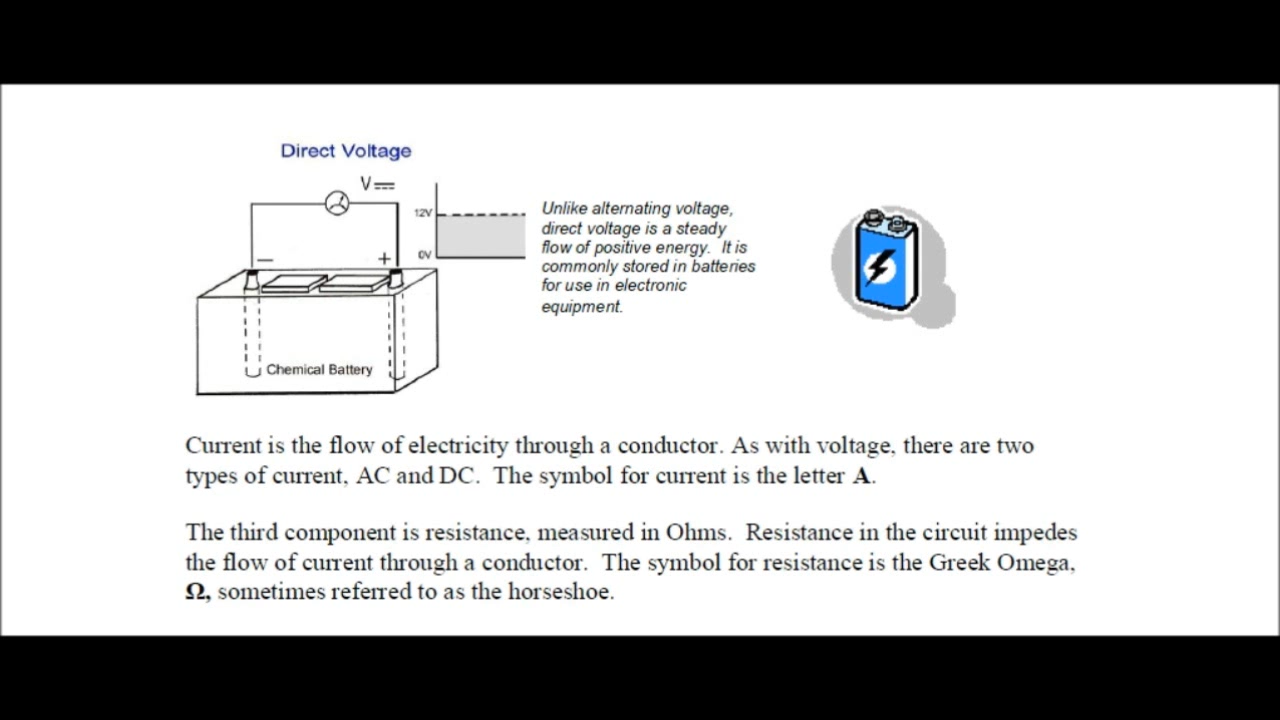 Direct Voltage
V
12V
0V
Unlike alternating voltage,
direct voltage is a steady
flow of positive energy. It is
commonly stored in batteries
for use in electronic
equipment.
− +
Chemical Battery
Current is the flow of electricity through a conductor. As with voltage, there are two
types of current, AC and DC. The symbol for current is the letter A.
The third component is resistance, measured in Ohms. Resistance in the circuit impedes
the flow of current through a conductor. The symbol for resistance is the Greek Omega,
Ω, sometimes referred to as the horseshoe.